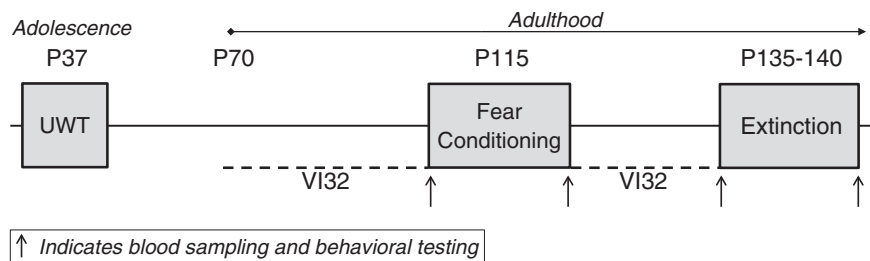 Adolescence
Adulthood
P37
P70
P115
P135-140
UWT
Fear
Conditioning
Extinction
VI32
VI32
↑ Indicates blood sampling and behavioral testing